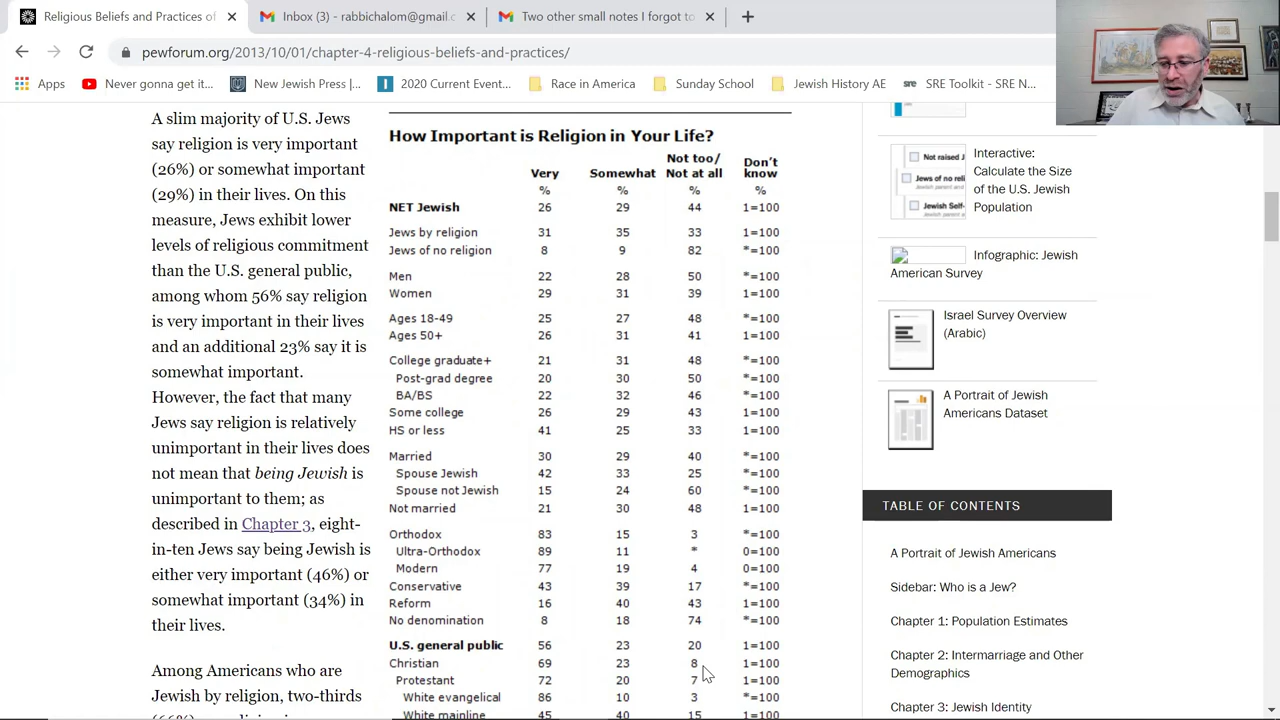 Religious Beliefs and Practices of
Inbox (3) - rabbichalom@gmail
Two other small notes I forgot to
pewforum.org/2013/10/01/chapter-4-religious-beliefs-and-practices/
Apps
Never gonna get it...
New Jewish Press |...
20c CurrentEvent...
Race in America
Sunday School
Jewish History AE
SRE Toolkit — SRE N...
A slim majority of U.S. Jews
say religion is very important
(26%) or somewhat important
(29%) in their lives. On this
measure, Jews exhibit lower
levels of religious commitment
than the U.S. general public,
among whom 56% say religion
is very important in their lives
and an additional 23% say it is
somewhat important.
However, the fact that many
Jews say religion is relatively
unimportant in their lives does
not mean that being Jewish is
unimportant to them; as
described in Chapter 3, eight-
in-ten Jews say being Jewish is
either very important (46%) or
somewhat important (34%) in
their lives.
Among Americans who are
Jewish by religion, two-thirds
How Important is Religion in Your Life?
Very Somewhat Not too/ Not at all Don't know
% % % %
NET Jewish 26 29 44 1=100
Jews by religion 31 35 33 1=100
Jews of no religion 8 9 82 *=100
Men 22 28 50 *=100
Women 29 31 39 1=100
Ages 18-49 25 27 48 *=100
Ages 50+ 26 31 41 1=100
College graduate+ 21 31 48 *=100
Post-grad degree 20 30 50 *=100
BA/BS 22 32 46 *=100
Some college 26 29 43 1=100
HS or less 41 25 33 1=100
Married 30 29 40 *=100
Spouse Jewish 42 33 25 *=100
Spouse not Jewish 15 24 60 *=100
Not married 21 30 48 1=100
Orthodox 83 15 3 *=100
Ultra-Orthodox 89 11 * 0=100
Modern 77 19 4 0=100
Conservative 43 39 17 *=100
Reform 16 40 43 1=100
No denomination 8 18 74 *=100
U.S. general public 56 23 20 1=100
Christian 69 23 8 1=100
Protestant 72 20 7 1=100
White evangelical 86 10 3 *=100
White mainline 45 40 15 1=100
Not raised J
Jews of no reli
Jewish Self-
Interactive:
Calculate the Size
of the U.S. Jewish
Population
Infographic: Jewish
American Survey
Israel Survey Overview
(Arabic)
A Portrait of Jewish
Americans Dataset
TABLE OF CONTENTS
A Portrait of Jewish Americans
Sidebar: Who is a Jew?
Chapter 1: Population Estimates
Chapter 2: Intermarriage and Other
Demographics
Chapter 3: Jewish Identity